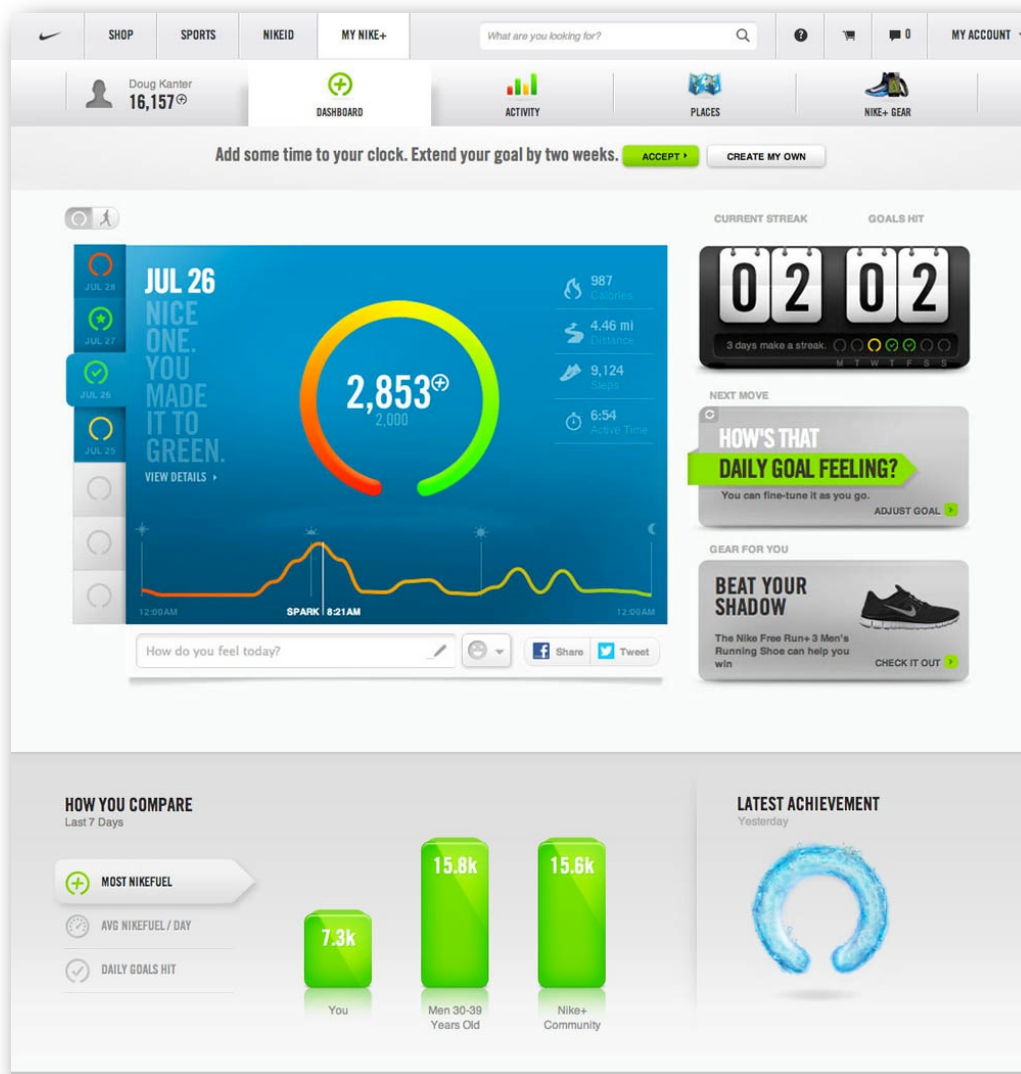 SHOP SPORTS NIKEID MY NIKE+ What are you looking for? 0 MY ACCOUNT
Doug Kanter
16,157
DASHBOARD ACTIVITY PLACES NIKE+ GEAR
Add some time to your clock. Extend your goal by two weeks. ACCEPT CREATE MY OWN
JUL 28
JUL 27
JUL 26
JUL 25
JUL 26
NICE
ONE.
YOU
MADE
IT TO
GREEN.
VIEW DETAILS
2,853
2,000
987
Calories
4.46 mi
Distance
9,124
Steps
6:54
Active Time
12:00AM SPARK 8:21AM 12:00AM
How do you feel today? Share Tweet
CURRENT STREAK GOALS HIT
02 02
3 days make a streak.
M T W T F S S
NEXT MOVE
HOW'S THAT
DAILY GOAL FEELING?
You can fine-tune it as you go.
ADJUST GOAL
GEAR FOR YOU
BEAT YOUR
SHADOW
The Nike Free Run+ 3 Men's
Running Shoe can help you
win
CHECK IT OUT
HOW YOU COMPARE
Last 7 Days
MOST NIKEFUEL
AVG NIKEFUEL / DAY
DAILY GOALS HIT
7.3k 15.8k 15.6k
You
Men 30-39
Years Old
Nike+
Community
LATEST ACHIEVEMENT
Yesterday